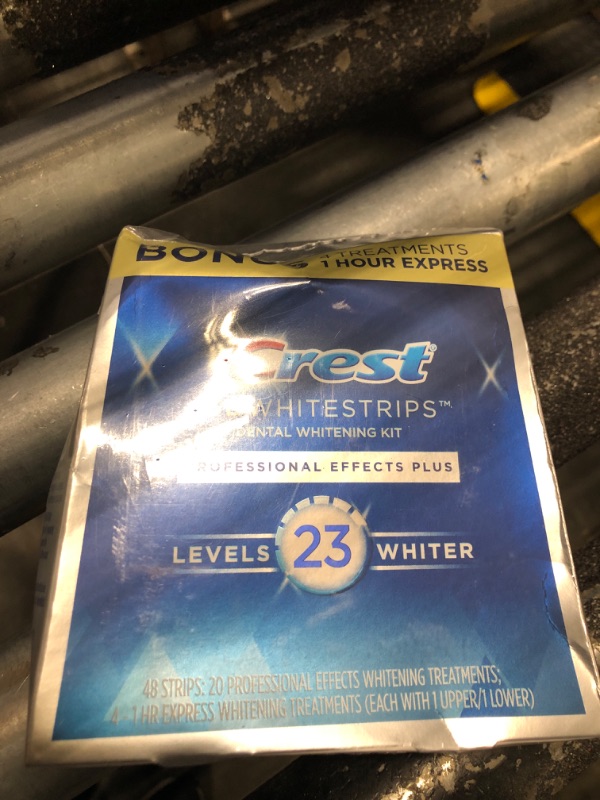 4 TREATMENTS
1 HOUR EXPRESS
Crest
WHITESTRIPS™
DENTAL WHITENING KIT
PROFESSIONAL EFFECTS PLUS
LEVELS 23 WHITER
48 STRIPS: 20 PROFESSIONAL EFFECTS WHITENING TREATMENTS;
4 - 1 HR EXPRESS WHITENING TREATMENTS (EACH WITH 1 UPPER/1 LOWER)